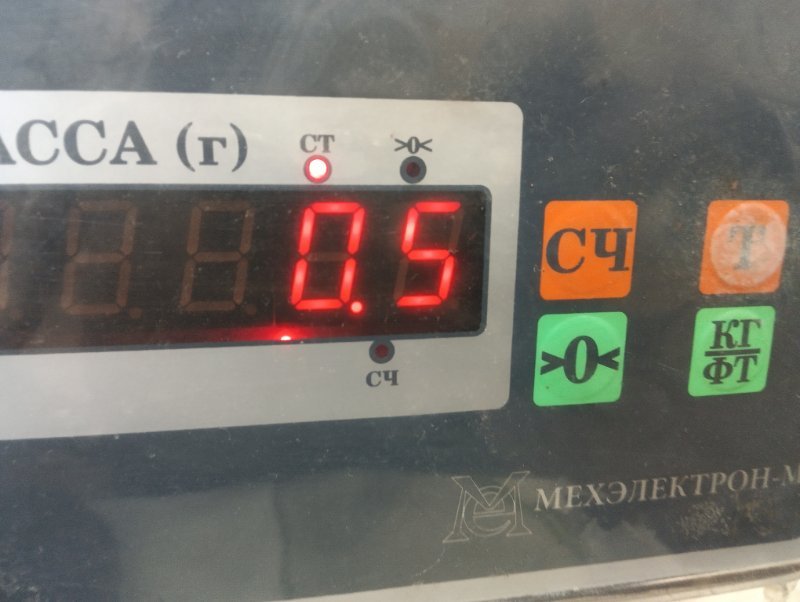 АССА (г)
СТ >0<
0.5
СЧ
СЧ Т
>0< КГ
ФТ
МЕХЭЛЕКТРОН-М